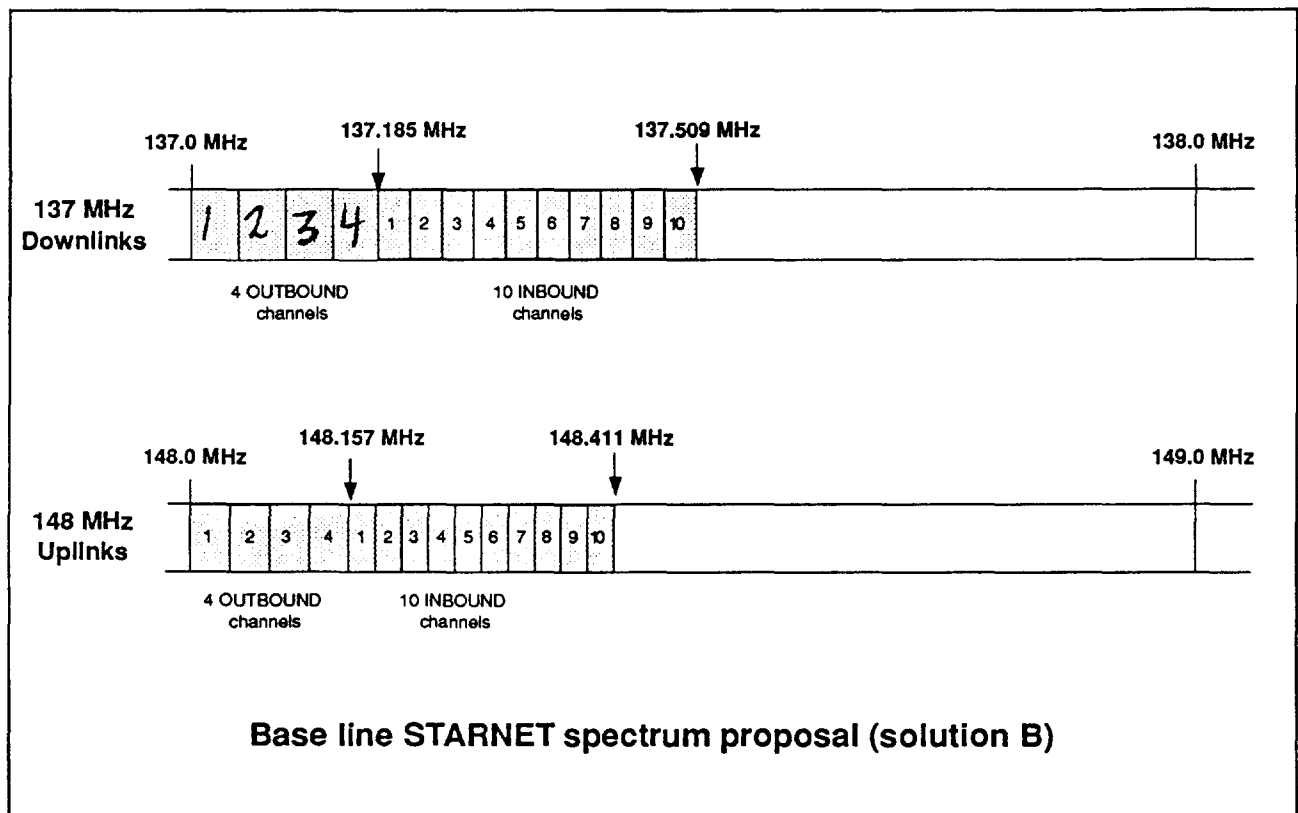 137.0 MHz 137.185 MHz 137.509 MHz 138.0 MHz
137 MHz
Downlinks
1 2 3 4 1 2 3 4 5 6 7 8 9 10
4 OUTBOUND
channels
10 INBOUND
channels
148.0 MHz 148.157 MHz 148.411 MHz 149.0 MHz
148 MHz
Uplinks
1 2 3 4 1 2 3 4 5 6 7 8 9 10
4 OUTBOUND
channels
10 INBOUND
channels
Base line STARNET spectrum proposal (solution B)